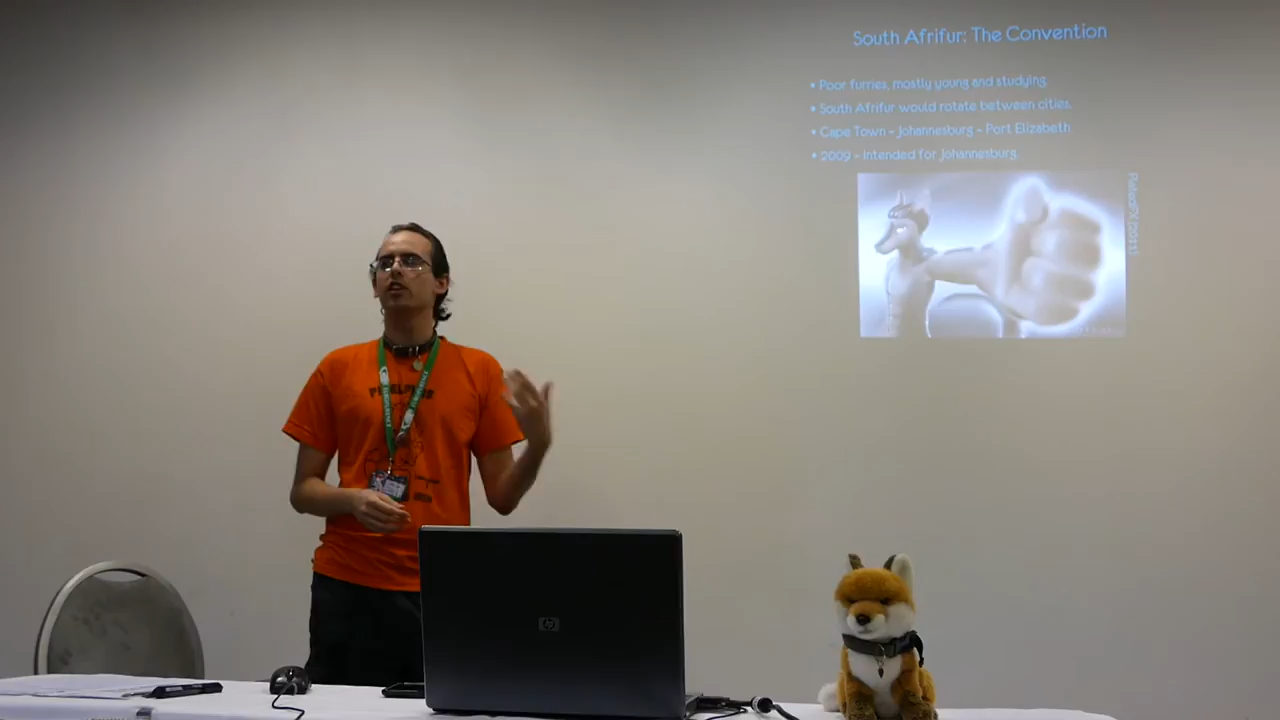 South Afrifur: The Convention
• Poor furries, mostly young and studying.
• South Afrifur would rotate between cities.
• Cape Town - Johannesburg - Port Elizabeth
• 2009 - Intended for Johannesburg.
hp